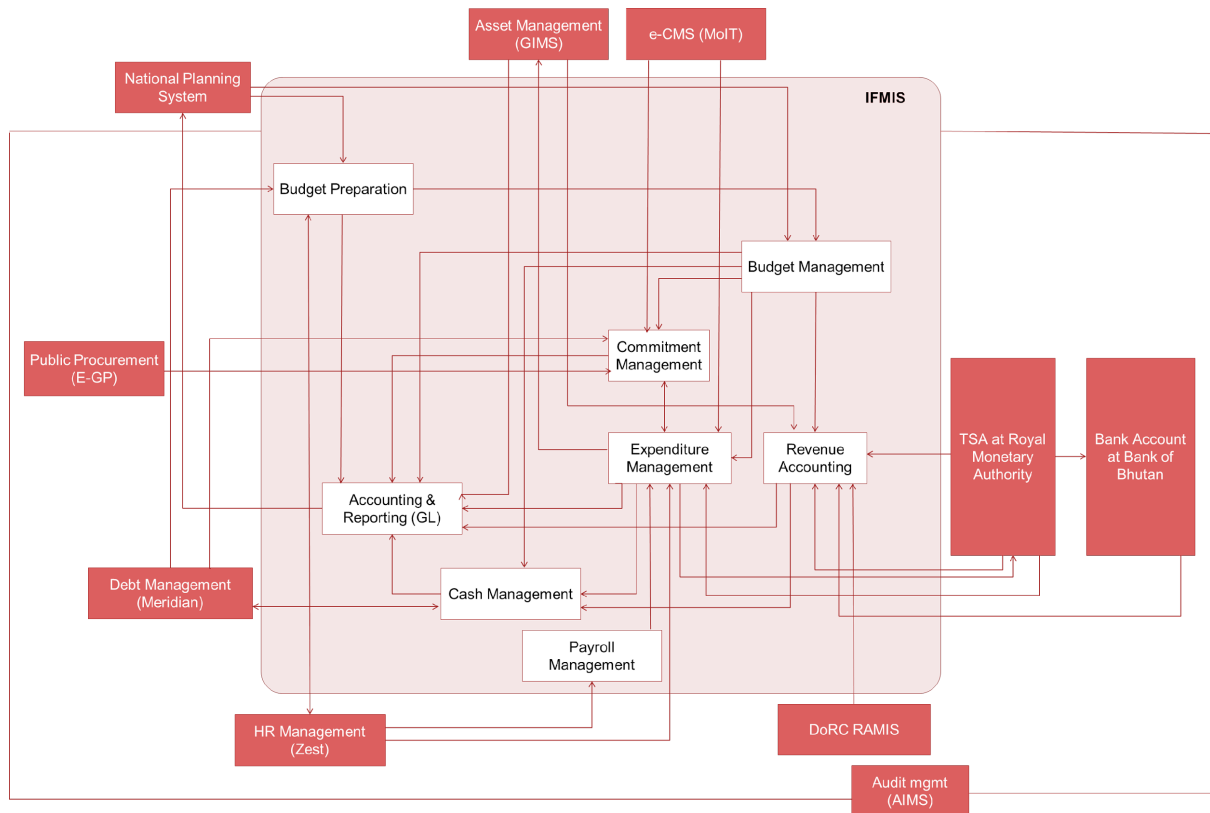 Asset Management
(GIMS)
e-CMS (MoIT)
National Planning
System
IFMIS
Budget Preparation
Budget Management
Public Procurement
(E-GP)
Commitment
Management
TSA at Royal
Monetary
Authority
Bank Account
at Bank of
Bhutan
Expenditure
Management
Revenue
Accounting
Accounting &
Reporting (GL)
Debt Management
(Meridian)
Cash Management
Payroll
Management
HR Management
(Zest)
DoRC RAMIS
Audit mgmt
(AIMS)